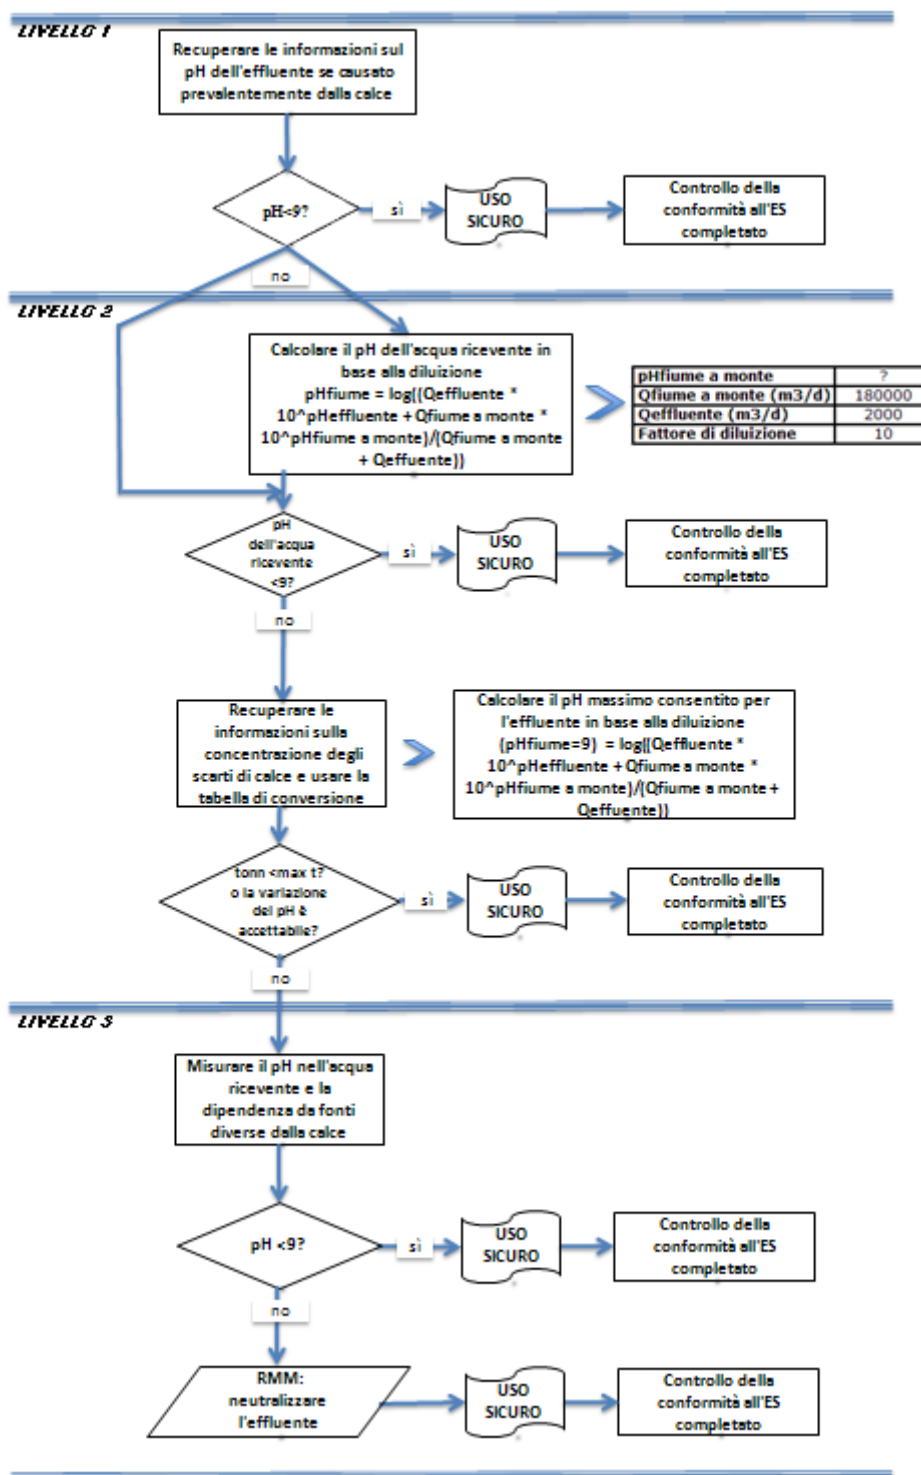 LIVELLO 1
Recuperare le informazioni sul
pH dell'effluente se causato
prevalentemente dalla calce
pH<9?
sì
USO
SICURO
Controllo della
conformità all'ES
completato
no
LIVELLO 2
Calcolare il pH dell'acqua ricevente in
base alla diluizione
pHfiume = log((Qeffluente *
10^pHeffluente + Qfiume a monte *
10^pHfiume a monte)/(Qfiume a monte
+ Qeffuente))
pHfiume a monte ?
Qfiume a monte (m3/d) 180000
Qeffluente (m3/d) 2000
Fattore di diluizione 10
pH
dell'acqua
ricevente
<9?
sì
USO
SICURO
Controllo della
conformità all'ES
completato
no
Recuperare le
informazioni sulla
concentrazione degli
scarti di calce e usare la
tabella di conversione
Calcolare il pH massimo consentito per
l'effluente in base alla diluizione
(pHfiume=9) = log((Qeffluente *
10^pHeffluente + Qfiume a monte *
10^pHfiume a monte)/(Qfiume a monte +
Qeffuente))
tonn <max t?
o la variazione
del pH è
accettabile?
sì
USO
SICURO
Controllo della
conformità all'ES
completato
no
LIVELLO 3
Misurare il pH nell'acqua
ricevente e la
dipendenza da fonti
diverse dalla calce
pH <9?
sì
USO
SICURO
Controllo della
conformità all'ES
completato
no
RMM:
neutralizzare
l'effluente
USO
SICURO
Controllo della
conformità all'ES
completato